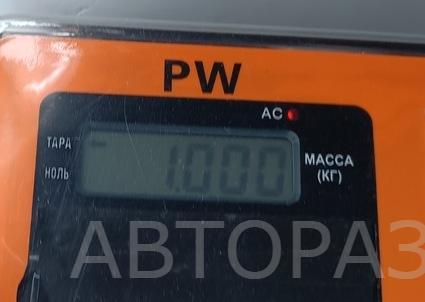 PW
AC
ТАРА
НОЛЬ
1.000
МАССА
(КГ)
АВТОРАЗ